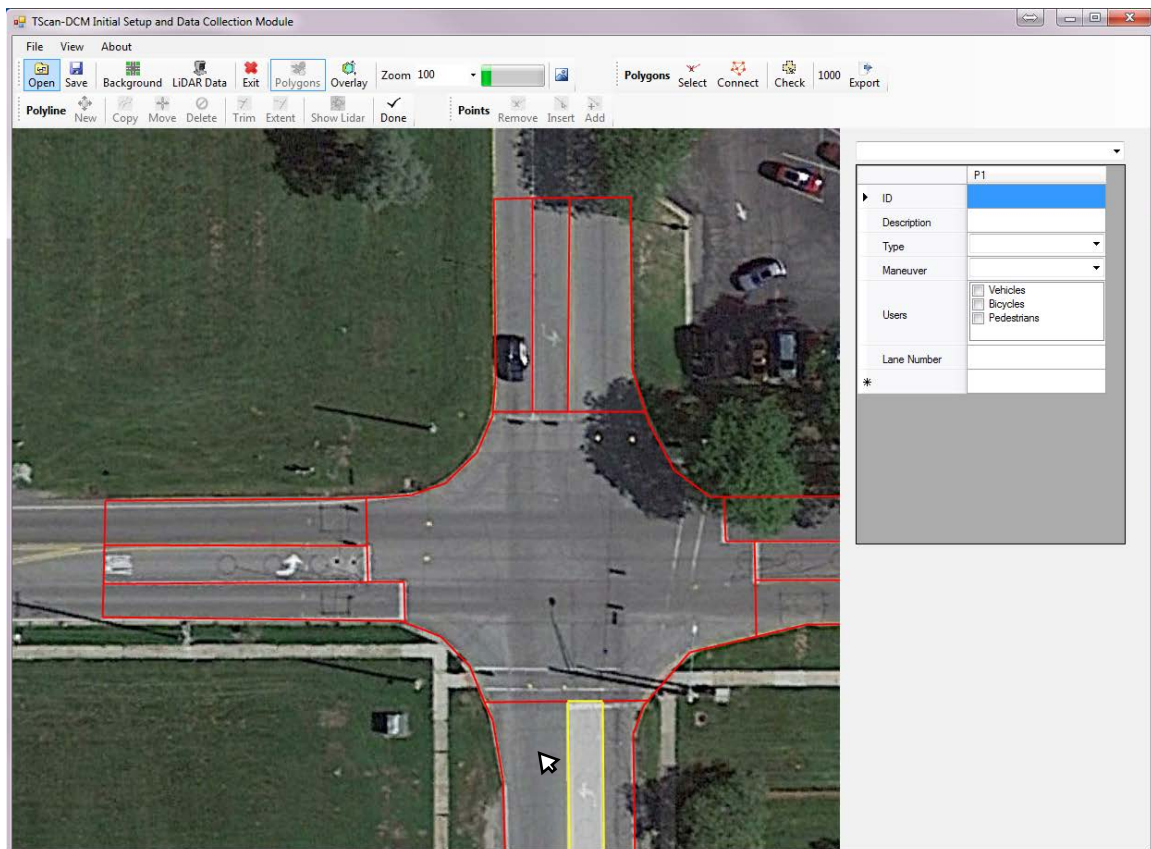 TScan-DCM Initial Setup and Data Collection Module
File View About
Open Save Background LiDAR Data Exit Polygons Overlay Zoom 100 Polygons Select Connect Check 1000 Export
Polyline New Copy Move Delete Trim Extent Show Lidar Done Points Remove Insert Add
P1
ID
Description
Type
Maneuver
Users
Vehicles
Bicycles
Pedestrians
Lane Number